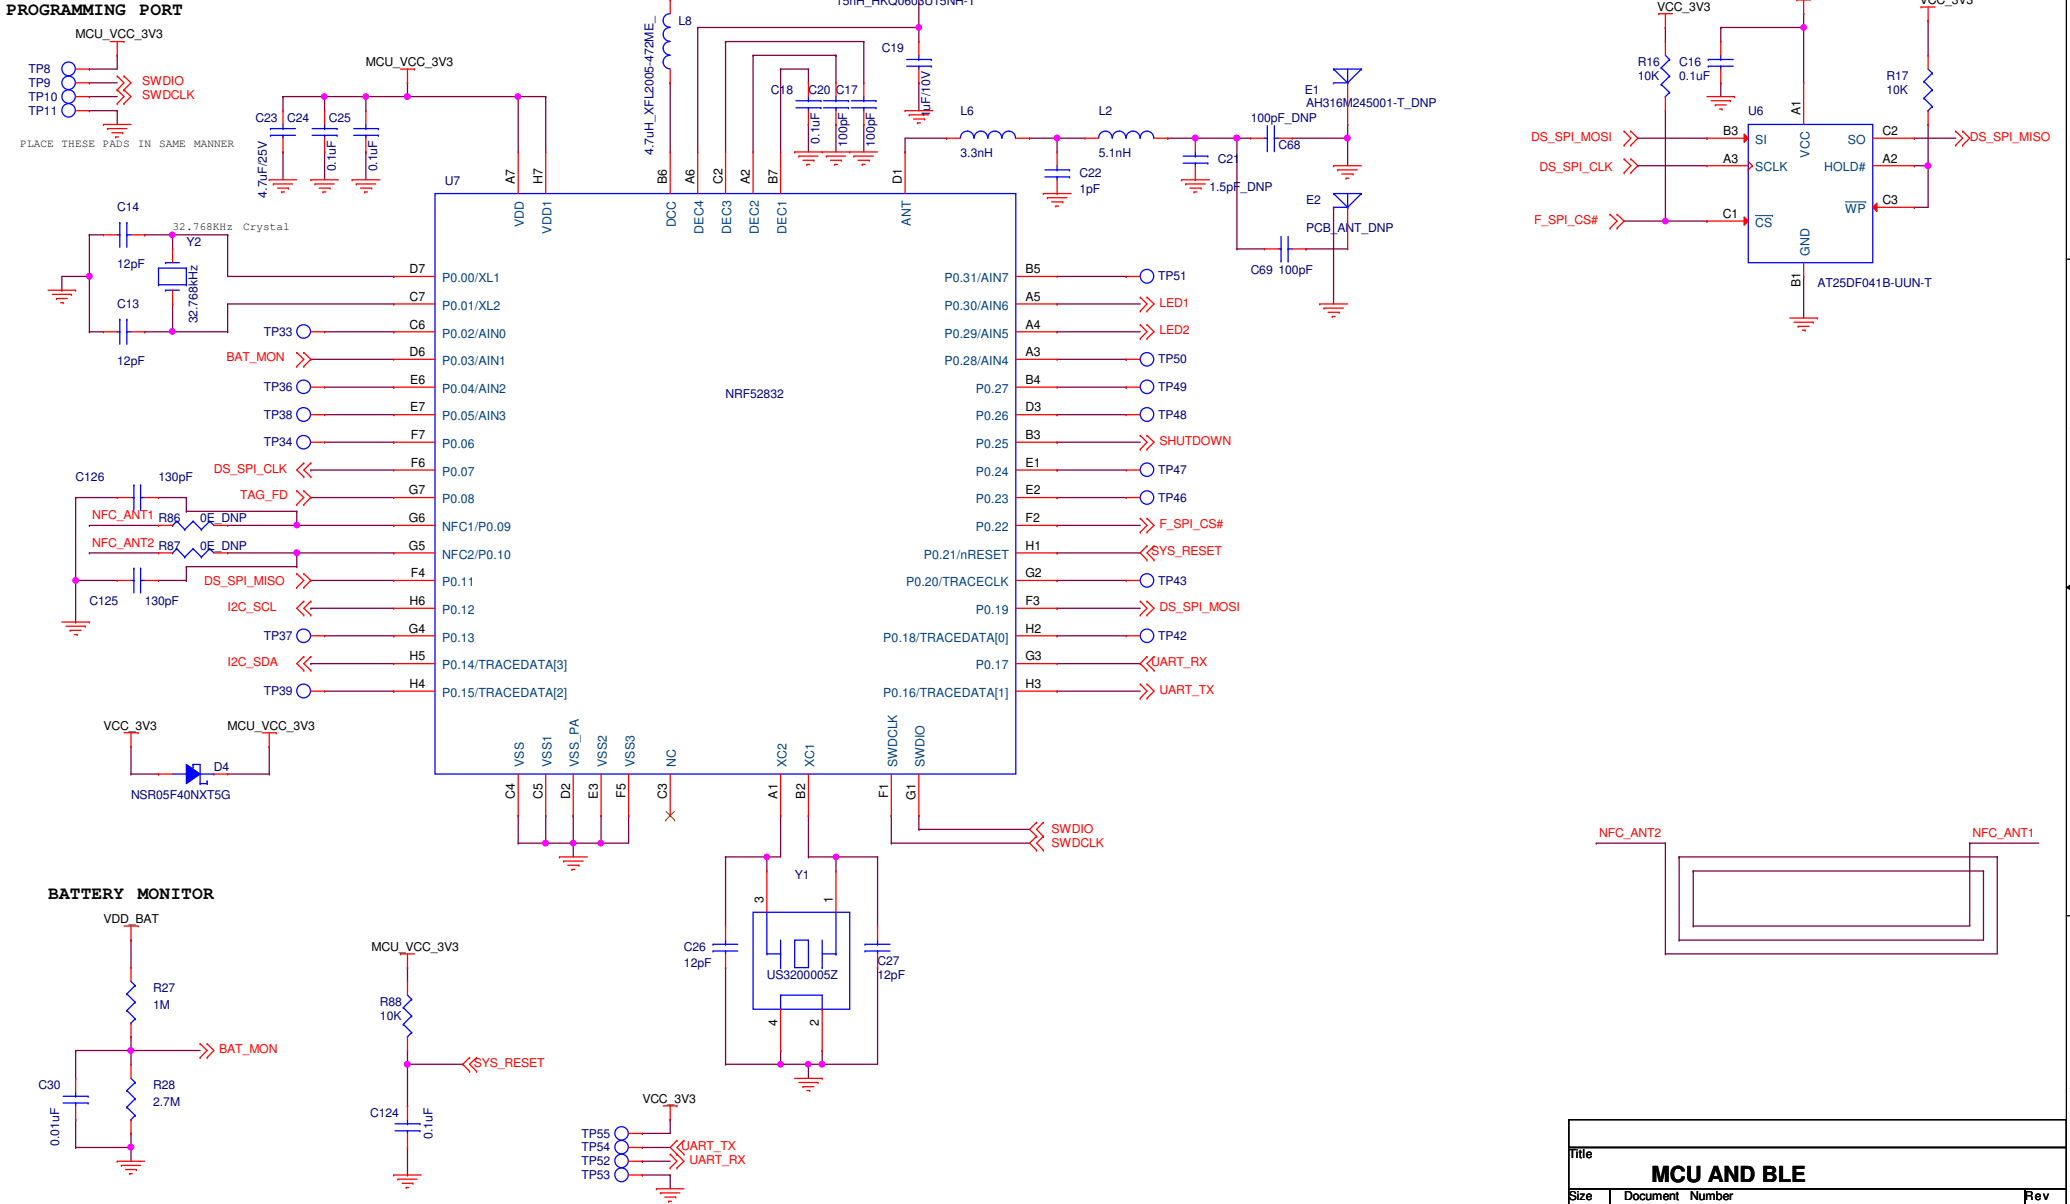 PROGRAMMING PORT
MCU_VCC_3V3
TP8
TP9
TP10
TP11
SWDIO
SWDCLK
PLACE THESE PADS IN SAME MANNER
MCU_VCC_3V3
C23
C24
C25
4.7uF/25V
0.1uF
0.1uF
4.7uH_XFL2005-472ME_
L8
15nH_HKQ0603U15NH-T
C19
1uF/10V
C18
C20
C17
0.1uF
100pF
100pF
L6
3.3nH
L2
5.1nH
C22
1pF
C21
1.5pF_DNP
100pF_DNP
C68
E1
AH316M245001-T_DNP
E2
PCB_ANT_DNP
C69 100pF
VCC_3V3
VCC_3V3
R16
10K
C16
0.1uF
R17
10K
U6
A1
VCC
DS_SPI_MOSI
B3
SI
SO
C2
DS_SPI_MISO
DS_SPI_CLK
A3
SCLK
HOLD#
A2
F_SPI_CS#
C1
CS
WP
C3
GND
B1
AT25DF041B-UUN-T
C14
12pF
32.768KHz Crystal
Y2
32.768kHz
C13
12pF
U7
A7
VDD
H7
VDD1
B6
DCC
A6
DEC4
C2
DEC3
A2
DEC2
B7
DEC1
D1
ANT
NRF52832
D7 P0.00/XL1
C7 P0.01/XL2
TP33 C6 P0.02/AIN0
BAT_MON D6 P0.03/AIN1
TP36 E6 P0.04/AIN2
TP38 E7 P0.05/AIN3
TP34 F7 P0.06
DS_SPI_CLK F6 P0.07
TAG_FD G7 P0.08
G6 NFC1/P0.09
G5 NFC2/P0.10
DS_SPI_MISO F4 P0.11
I2C_SCL H6 P0.12
TP37 G4 P0.13
I2C_SDA H5 P0.14/TRACEDATA[3]
TP39 H4 P0.15/TRACEDATA[2]
P0.31/AIN7 B5 TP51
P0.30/AIN6 A5 LED1
P0.29/AIN5 A4 LED2
P0.28/AIN4 A3 TP50
P0.27 B4 TP49
P0.26 D3 TP48
P0.25 B3 SHUTDOWN
P0.24 E1 TP47
P0.23 E2 TP46
P0.22 F2 F_SPI_CS#
P0.21/nRESET H1 SYS_RESET
P0.20/TRACECLK G2 TP43
P0.19 F3 DS_SPI_MOSI
P0.18/TRACEDATA[0] H2 TP42
P0.17 G3 UART_RX
P0.16/TRACEDATA[1] H3 UART_TX
C126
130pF
NFC_ANT1
R86
0E_DNP
NFC_ANT2
R87
0E_DNP
C125
130pF
VSS
C4
VSS1
C5
VSS_PA
D2
VSS2
E3
VSS3
F5
NC
C3
XC2
A1
XC1
B2
SWDCLK
F1
SWDIO
G1
SWDIO
SWDCLK
VCC_3V3
MCU_VCC_3V3
D4
NSR05F40NXT5G
Y1
3
1
US3200005Z
4
2
C26
12pF
C27
12pF
NFC_ANT2
NFC_ANT1
BATTERY MONITOR
VDD_BAT
R27
1M
BAT_MON
R28
2.7M
C30
0.01uF
MCU_VCC_3V3
R88
10K
SYS_RESET
C124
0.1uF
VCC_3V3
TP55
TP54
TP52
TP53
UART_TX
UART_RX
Title
MCU AND BLE
Size
Document Number
Rev